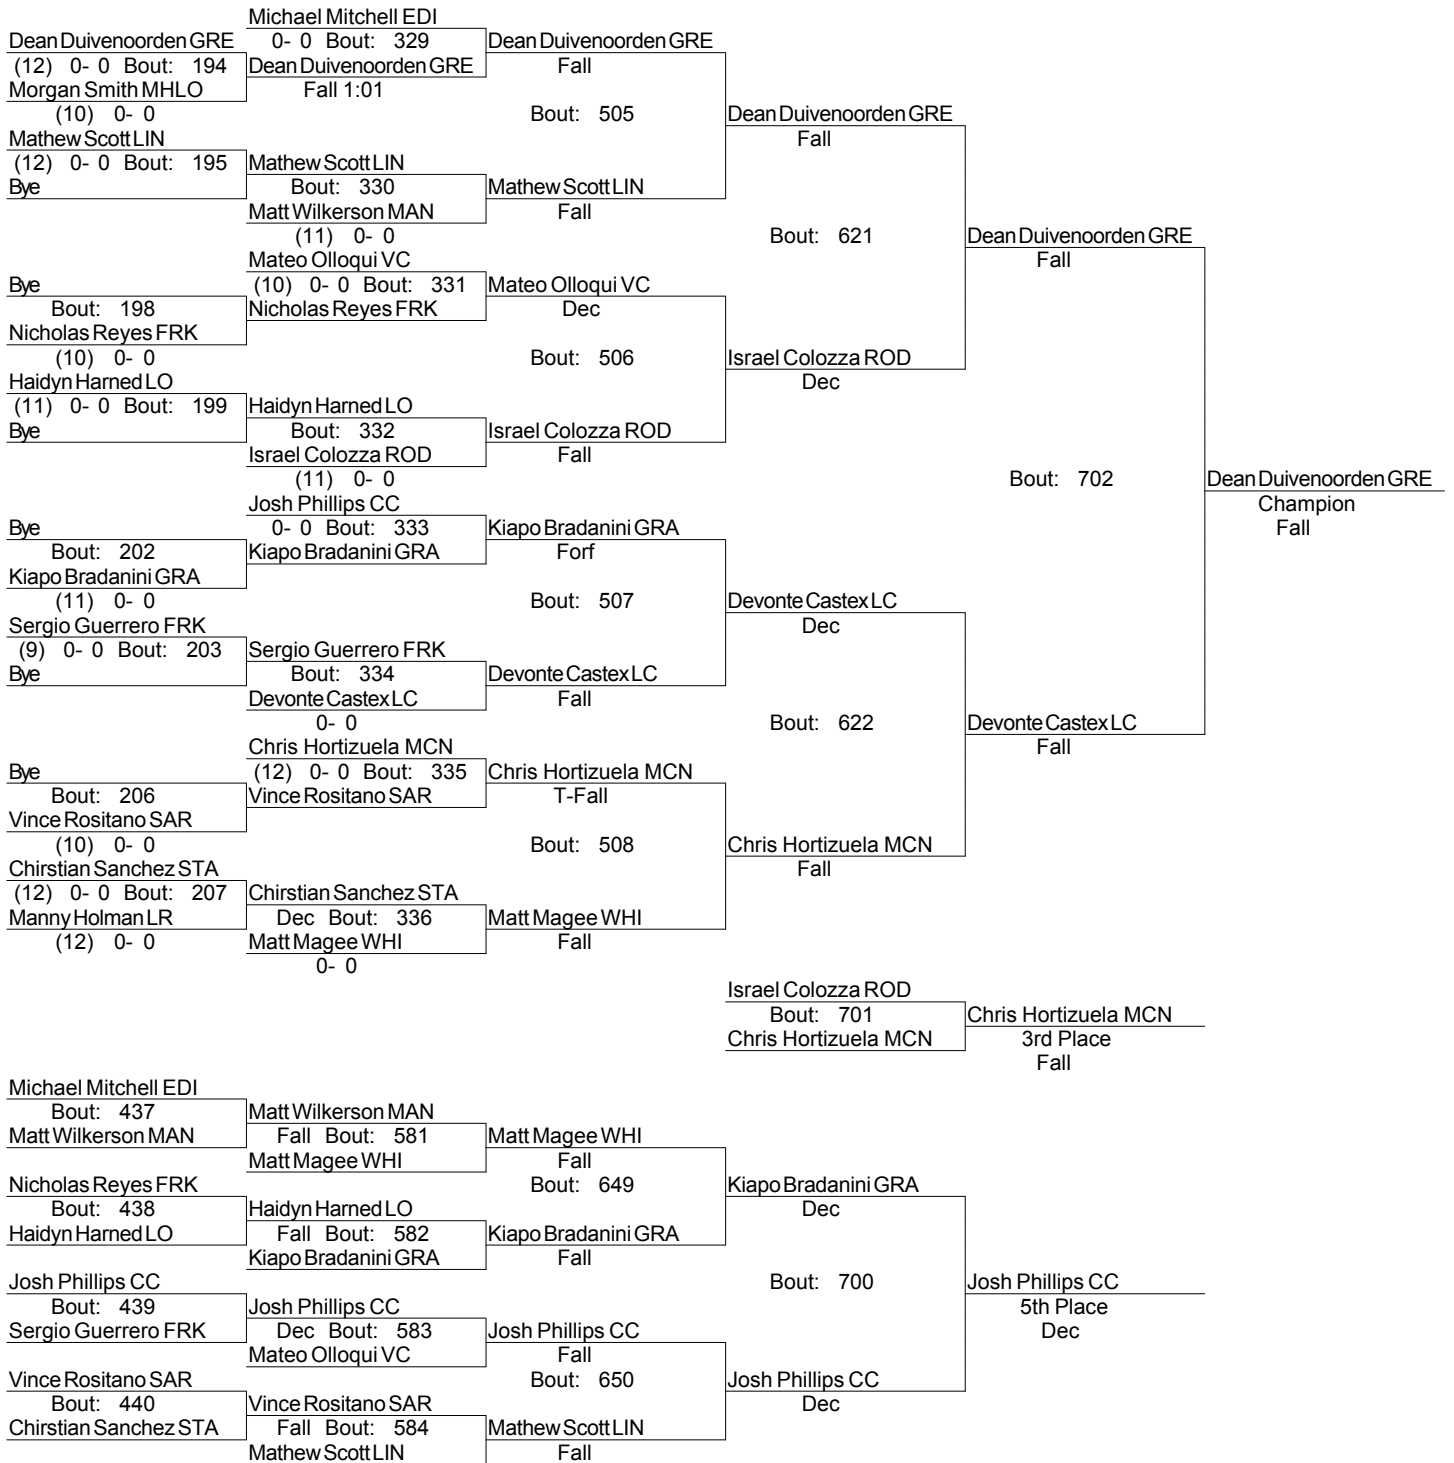 Michael Mitchell EDI
Dean Duivenoorden GRE 0- 0 Bout: 329 Dean Duivenoorden GRE
(12) 0- 0 Bout: 194 Dean Duivenoorden GRE Fall
Morgan Smith MHLO Fall 1:01
(10) 0- 0 Bout: 505 Dean Duivenoorden GRE
Mathew Scott LIN Fall
(12) 0- 0 Bout: 195 Mathew Scott LIN
Bye Bout: 330 Mathew Scott LIN
Matt Wilkerson MAN Fall
(11) 0- 0 Bout: 621 Dean Duivenoorden GRE
Mateo Olloqui VC Fall
Bye (10) 0- 0 Bout: 331 Mateo Olloqui VC
Bout: 198 Nicholas Reyes FRK Dec
Nicholas Reyes FRK
(10) 0- 0 Bout: 506 Israel Colozza ROD
Haidyn Harned LO Dec
(11) 0- 0 Bout: 199 Haidyn Harned LO
Bye Bout: 332 Israel Colozza ROD
Israel Colozza ROD Fall
(11) 0- 0 Bout: 702 Dean Duivenoorden GRE
Josh Phillips CC Champion
Bye 0- 0 Bout: 333 Kiapo Bradanini GRA Fall
Bout: 202 Kiapo Bradanini GRA Forf
Kiapo Bradanini GRA
(11) 0- 0 Bout: 507 Devonte Castex LC
Sergio Guerrero FRK Dec
(9) 0- 0 Bout: 203 Sergio Guerrero FRK
Bye Bout: 334 Devonte Castex LC
Devonte Castex LC Fall
0- 0 Bout: 622 Devonte Castex LC
Chris Hortizuela MCN Fall
Bye (12) 0- 0 Bout: 335 Chris Hortizuela MCN
Bout: 206 Vince Rositano SAR T-Fall
Vince Rositano SAR
(10) 0- 0 Bout: 508 Chris Hortizuela MCN
Chirstian Sanchez STA Fall
(12) 0- 0 Bout: 207 Chirstian Sanchez STA
Manny Holman LR Dec Bout: 336 Matt Magee WHI
(12) 0- 0 Matt Magee WHI Fall
0- 0
Israel Colozza ROD
Bout: 701 Chris Hortizuela MCN
Chris Hortizuela MCN 3rd Place
Fall
Michael Mitchell EDI
Bout: 437 Matt Wilkerson MAN
Matt Wilkerson MAN Fall Bout: 581 Matt Magee WHI
Matt Magee WHI Fall
Nicholas Reyes FRK Bout: 649 Kiapo Bradanini GRA
Bout: 438 Haidyn Harned LO Dec
Haidyn Harned LO Fall Bout: 582 Kiapo Bradanini GRA
Kiapo Bradanini GRA Fall
Josh Phillips CC Bout: 700 Josh Phillips CC
Bout: 439 Josh Phillips CC 5th Place
Sergio Guerrero FRK Dec Bout: 583 Josh Phillips CC Dec
Mateo Olloqui VC Fall
Vince Rositano SAR Bout: 650 Josh Phillips CC
Bout: 440 Vince Rositano SAR Dec
Chirstian Sanchez STA Fall Bout: 584 Mathew Scott LIN
Mathew Scott LIN Fall